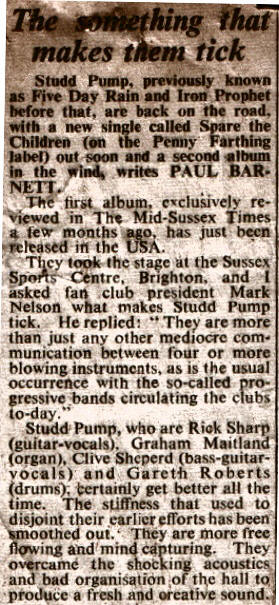 The something that
makes them tick
Studd Pump, previously known
as Five Day Rain and Iron Prophet
before that, are back on the road,
with a new single called Spare the
Children (on the Penny Farthing
label) out soon and a second album
in the wind, writes PAUL BAR-
NETT.
The first album, exclusively re-
viewed in The Mid-Sussex Times
a few months ago, has just been
released in the USA.
They took the stage at the Sussex
Sports Centre, Brighton, and I
asked fan club president Mark
Nelson what makes Studd Pump
tick. He replied: "They are more
than just any other mediocre com-
munication between four or more
blowing instruments, as is the usual
occurrence with the so-called pro-
gressive bands circulating the clubs
to-day."
Studd Pump, who are Rick Sharp
(guitar-vocals), Graham Maitland
(organ), Clive Sheperd (bass-guitar-
vocals) and Gareth Roberts
(drums), certainly get better all the
time. The stiffness that used to
disjoint their earlier efforts has been
smoothed out. They are more free
flowing and mind capturing. They
overcame the shocking acoustics
and bad organisation of the hall to
produce a fresh and creative sound.